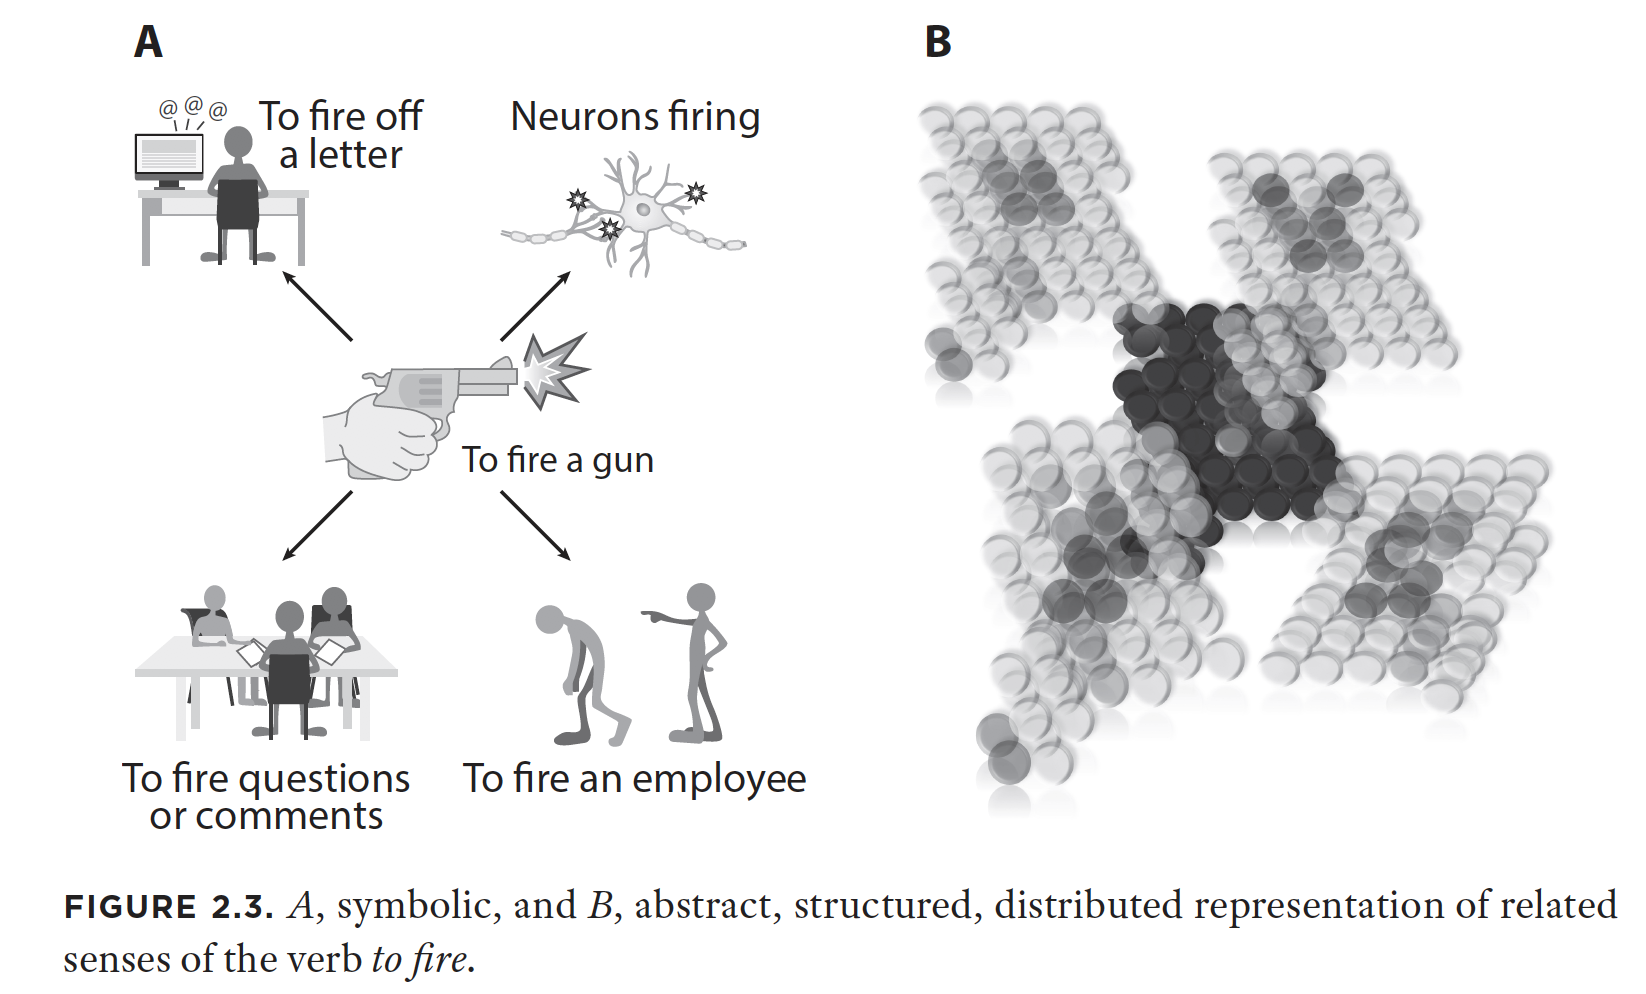 A
B
@ @ @
To fire off
a letter
Neurons firing
To fire a gun
To fire questions
or comments
To fire an employee
FIGURE 2.3. A, symbolic, and B, abstract, structured, distributed representation of related
senses of the verb to fire.